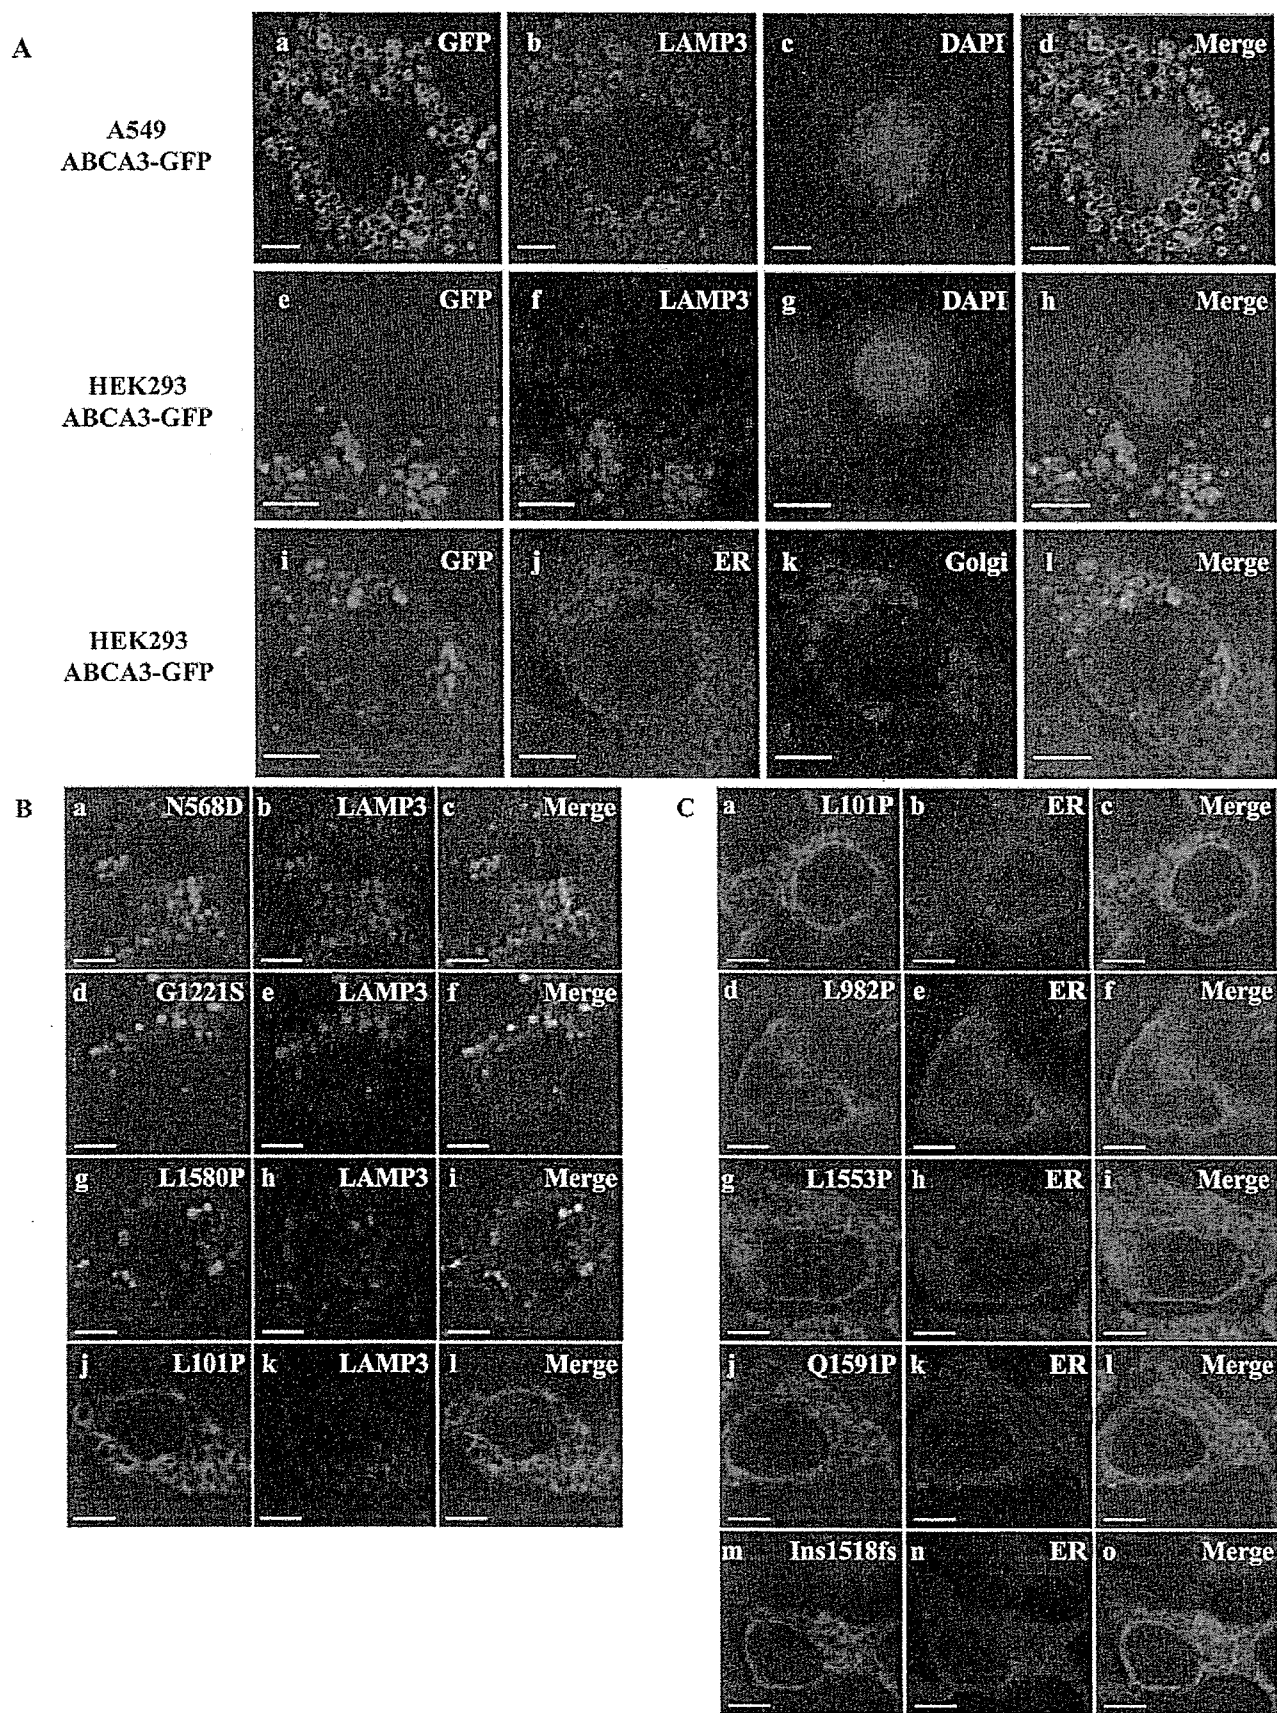 A
A549
ABCA3-GFP
a GFP b LAMP3 c DAPI d Merge
HEK293
ABCA3-GFP
e GFP f LAMP3 g DAPI h Merge
HEK293
ABCA3-GFP
i GFP j ER k Golgi l Merge
B
a N568D b LAMP3 c Merge
d G1221S e LAMP3 f Merge
g L1580P h LAMP3 i Merge
j L101P k LAMP3 l Merge
C
a L101P b ER c Merge
d L982P e ER f Merge
g L1553P h ER i Merge
j Q1591P k ER l Merge
m Ins1518fs n ER o Merge